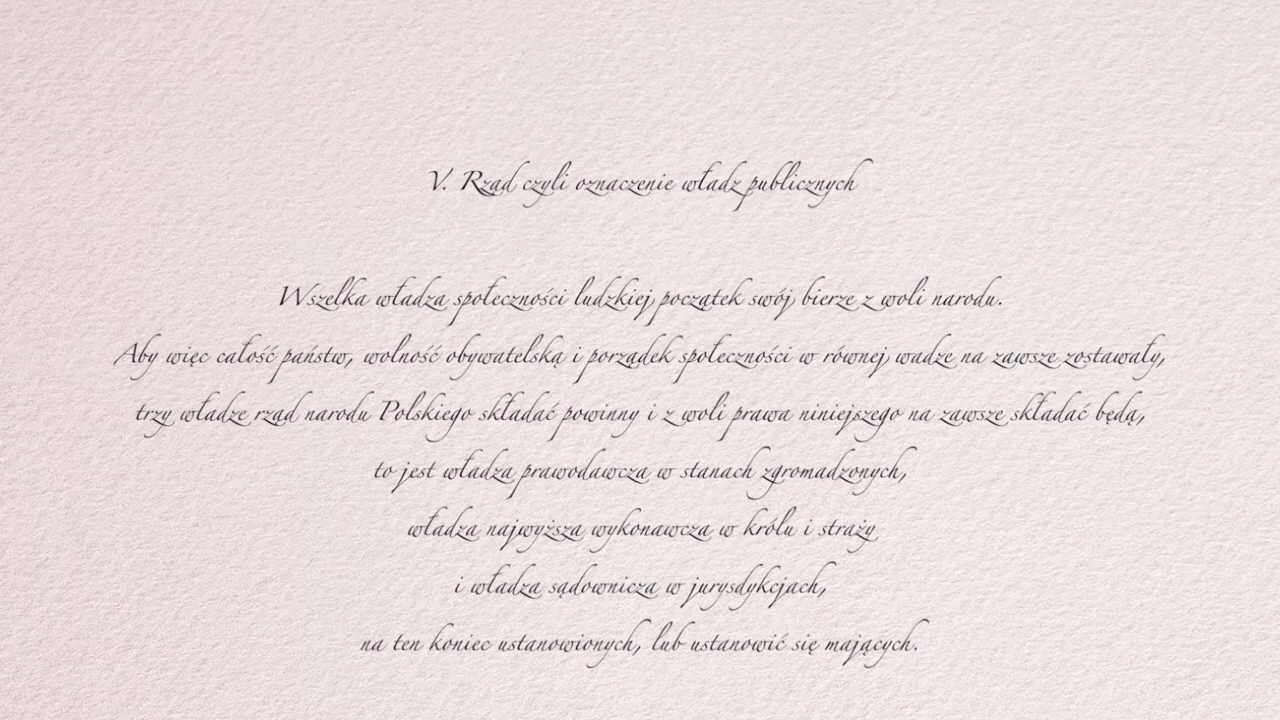 V. Rząd czyli oznaczenie władz publicznych
Wszelka władza społeczności ludzkiej początek swój bierze z woli narodu.
Aby więc całość państw, wolność obywatelską i porządek społeczności w równej wadze na zawsze zostawały,
trzy władze rząd narodu Polskiego składać powinny i z woli prawa niniejszego na zawsze składać będą,
to jest władza prawodawcza w stanach zgromadzonych,
władza najwyższa wykonawcza w królu i straży
i władza sądownicza w jurysdykcjach,
na ten koniec ustanowionych, lub ustanowić się mających.